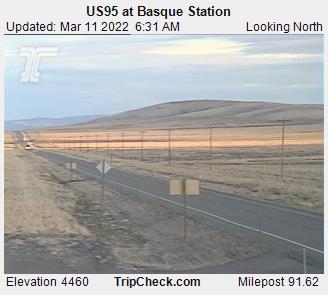 US95 at Basque Station
Updated: Mar 11 2022 6:31 AM Looking North
Elevation 4460 TripCheck.com Milepost 91.62